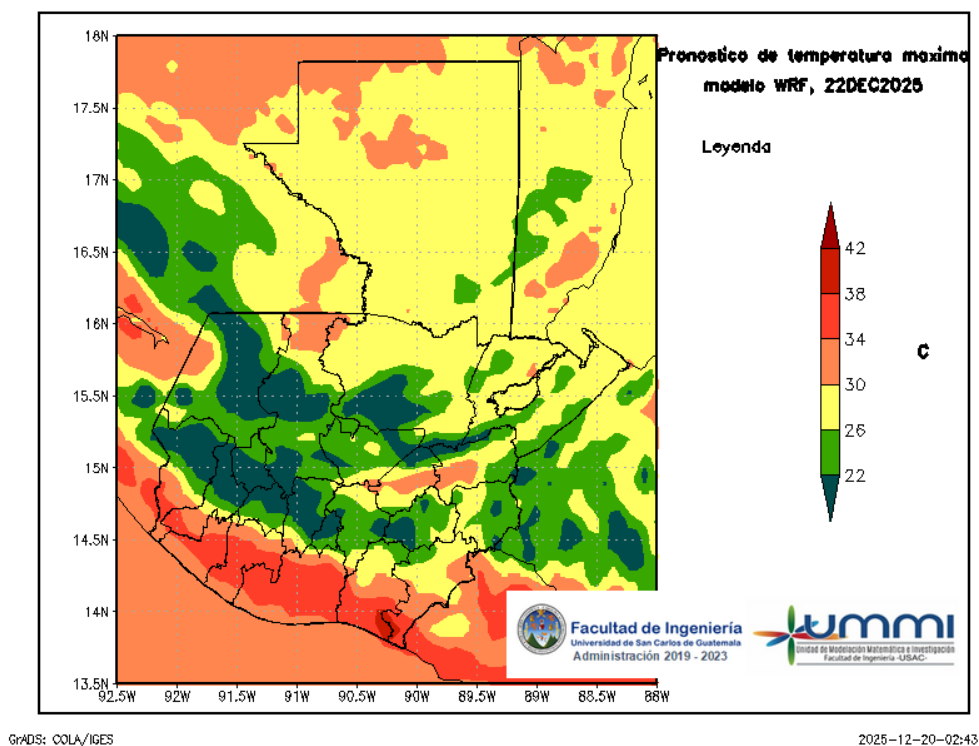 Pronostico de temperatura maxima
modelo WRF, 22DEC2025
Leyenda
42
38
34
30
26
22
C
18N
17.5N
17N
16.5N
16N
15.5N
15N
14.5N
14N
13.5N
92.5W 92W 91.5W 91W 90.5W 90W 89.5W 89W 88.5W 88W
Facultad de Ingeniería
Universidad de San Carlos de Guatemala
Administración 2019 - 2023
ummi
Unidad de Modelación Matemática e Investigación
Facultad de Ingeniería -USAC-
GrADS: COLA/IGES
2025-12-20-02:43